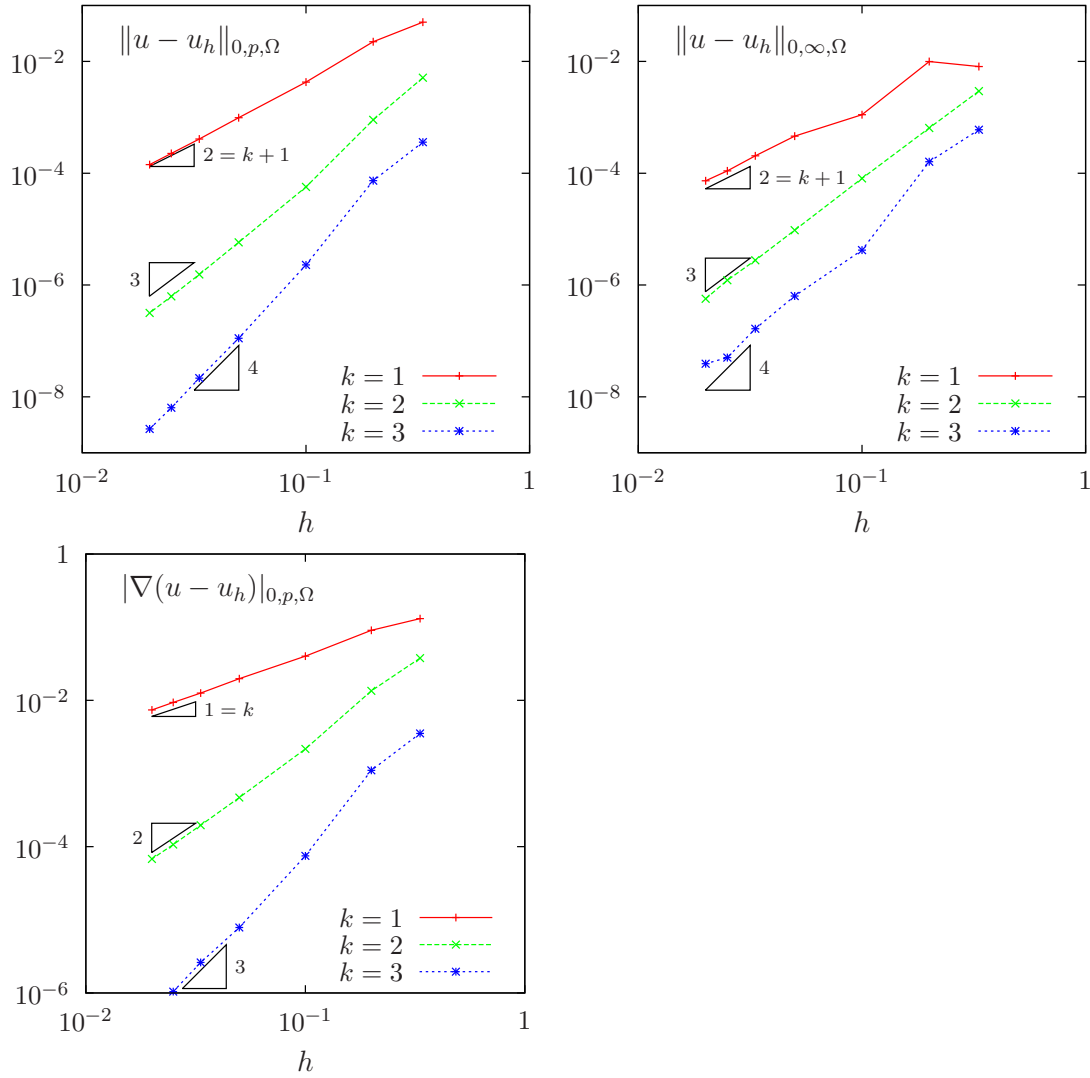 ‖u − u_h‖_{0,p,Ω}
10^{−2}
10^{−4}
10^{−6}
10^{−8}
2 = k + 1
3
4
k = 1
k = 2
k = 3
10^{−2} 10^{−1} 1
h
‖u − u_h‖_{0,∞,Ω}
10^{−2}
10^{−4}
10^{−6}
10^{−8}
2 = k + 1
3
4
k = 1
k = 2
k = 3
10^{−2} 10^{−1} 1
h
|∇(u − u_h)|_{0,p,Ω}
1
10^{−2}
10^{−4}
10^{−6}
1 = k
2
3
k = 1
k = 2
k = 3
10^{−2} 10^{−1} 1
h